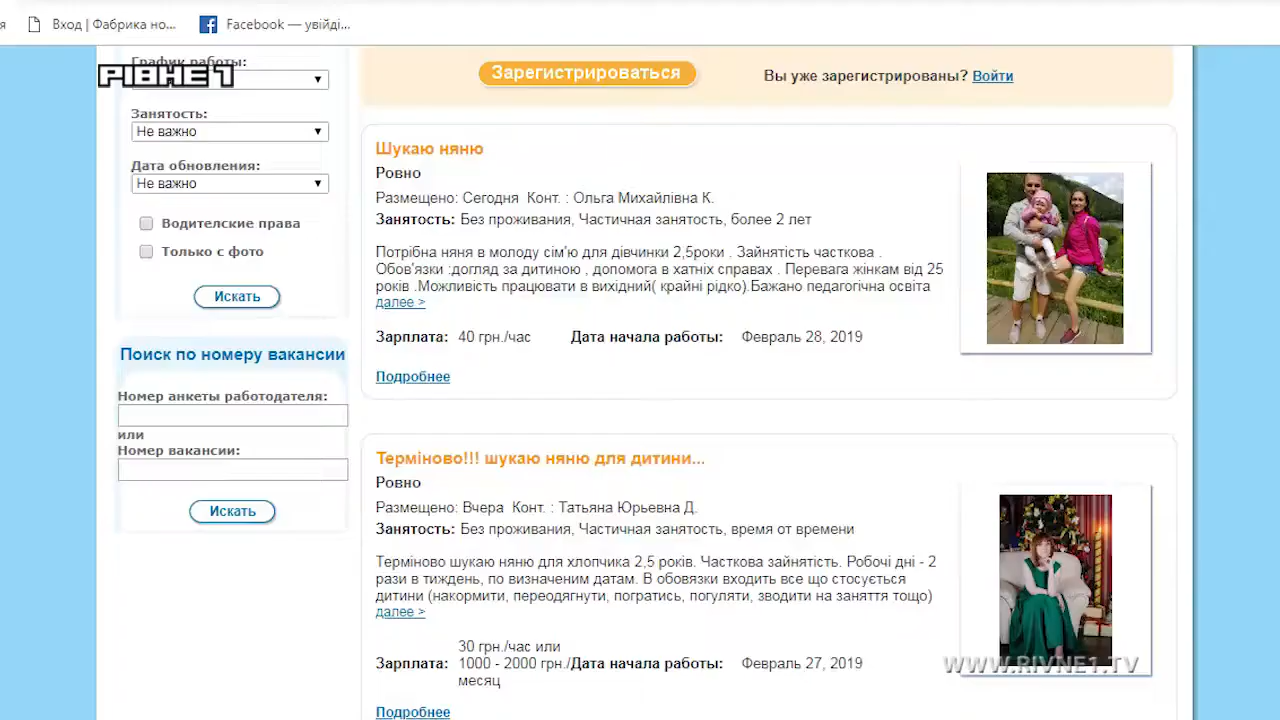 я
Вход | Фабрика но...
Facebook — увійді...
График работы:
РІВНЕ 1
Занятость:
Не важно
Дата обновления:
Не важно
Водительские права
Только с фото
Искать
Поиск по номеру вакансии
Номер анкеты работодателя:
или
Номер вакансии:
Искать
Зарегистрироваться
Вы уже зарегистрированы? Войти
Шукаю няню
Ровно
Размещено: Сегодня Конт. : Ольга Михайлівна К.
Занятость: Без проживания, Частичная занятость, более 2 лет
Потрібна няня в молоду сім'ю для дівчинки 2,5роки . Зайнятість часткова .
Обов'язки :догляд за дитиною , допомога в хатніх справах . Перевага жінкам від 25
років .Можливість працювати в вихідний( крайні рідко).Бажано педагогічна освіта
далее >
Зарплата: 40 грн./час Дата начала работы: Февраль 28, 2019
Подробнее
Терміново!!! шукаю няню для дитини...
Ровно
Размещено: Вчера Конт. : Татьяна Юрьевна Д.
Занятость: Без проживания, Частичная занятость, время от времени
Терміново шукаю няню для хлопчика 2,5 років. Часткова зайнятість. Робочі дні - 2
рази в тиждень, по визначеним датам. В обовязки входить все що стосується
дитини (накормити, переодягнути, погратись, погуляти, зводити на заняття тощо)
далее >
30 грн./час или
Зарплата: 1000 - 2000 грн./Дата начала работы: Февраль 27, 2019
месяц
Подробнее
WWW.RIVNE1.TV